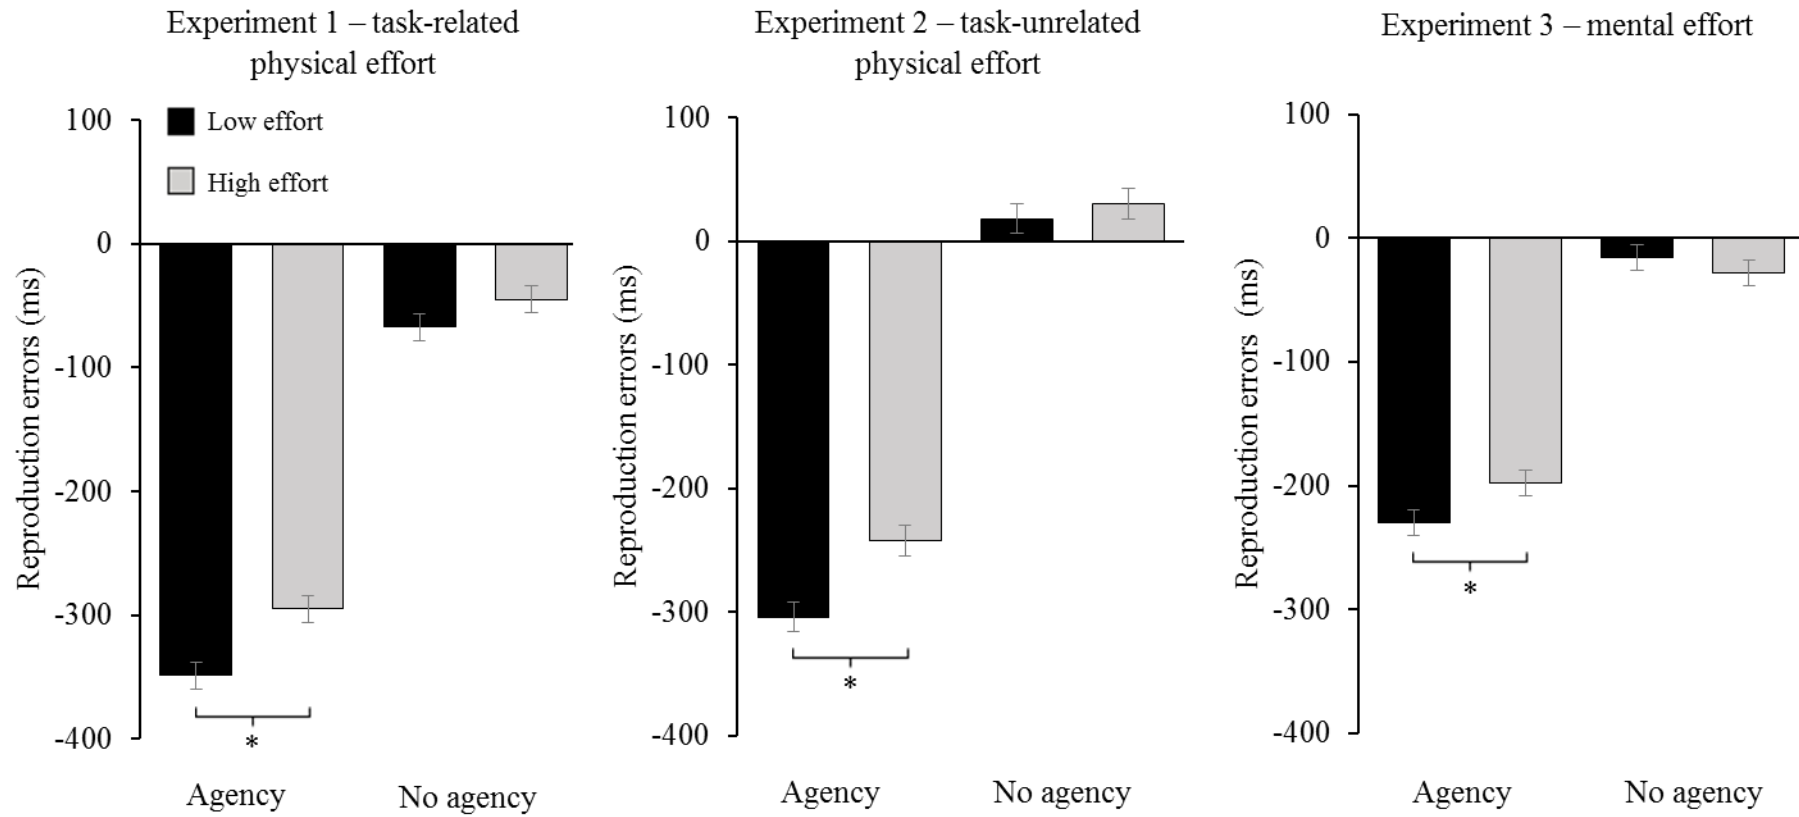 Experiment 1 – task-related
physical effort
Low effort
High effort
100
0
-100
-200
-300
-400
Reproduction errors (ms)
*
Agency
No agency
Experiment 2 – task-unrelated
physical effort
100
0
-100
-200
-300
-400
Reproduction errors (ms)
*
Agency
No agency
Experiment 3 – mental effort
100
0
-100
-200
-300
-400
Reproduction errors (ms)
*
Agency
No agency